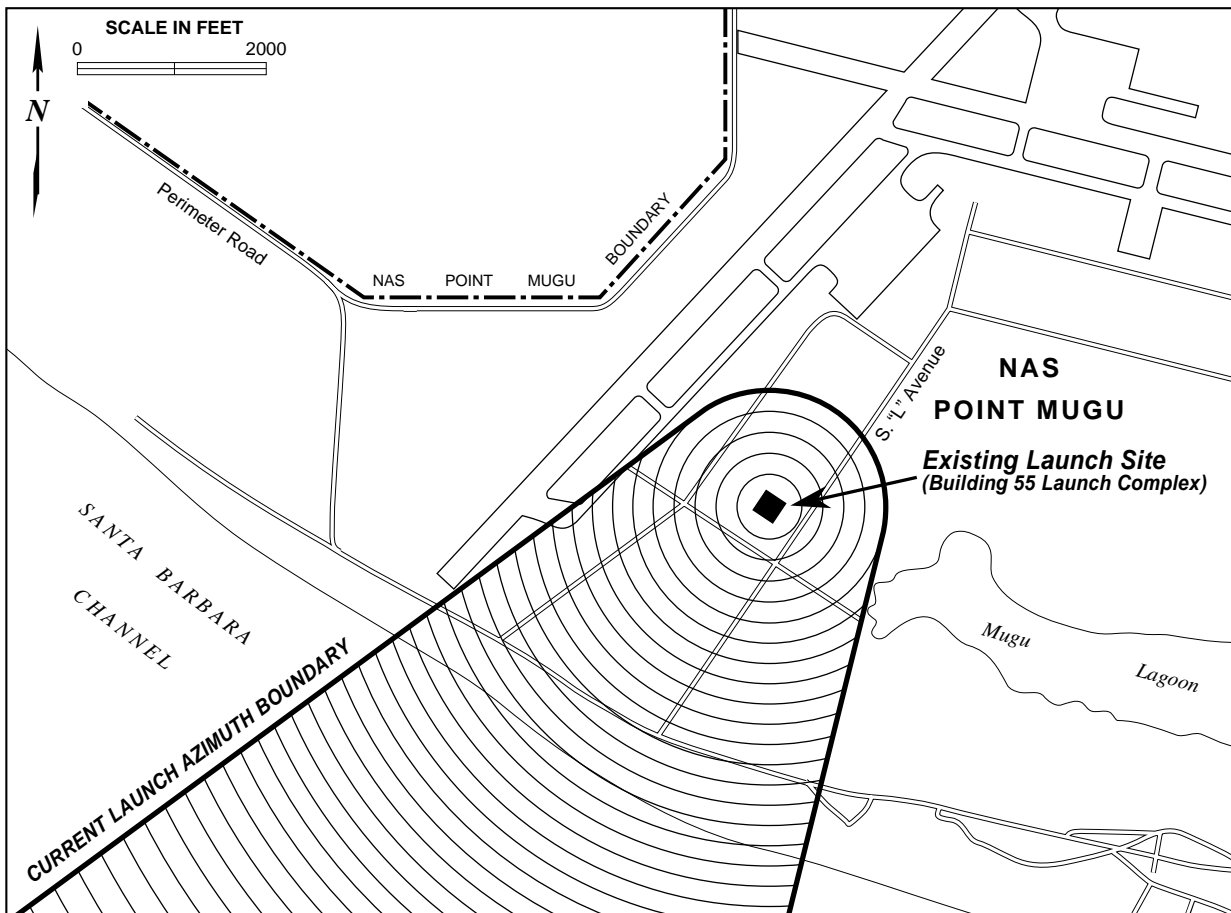 SCALE IN FEET
0 2000
N
Perimeter Road
NAS POINT MUGU BOUNDARY
S. "L" Avenue
NAS
POINT MUGU
Existing Launch Site
(Building 55 Launch Complex)
SANTA BARBARA
CHANNEL
Mugu
Lagoon
CURRENT LAUNCH AZIMUTH BOUNDARY